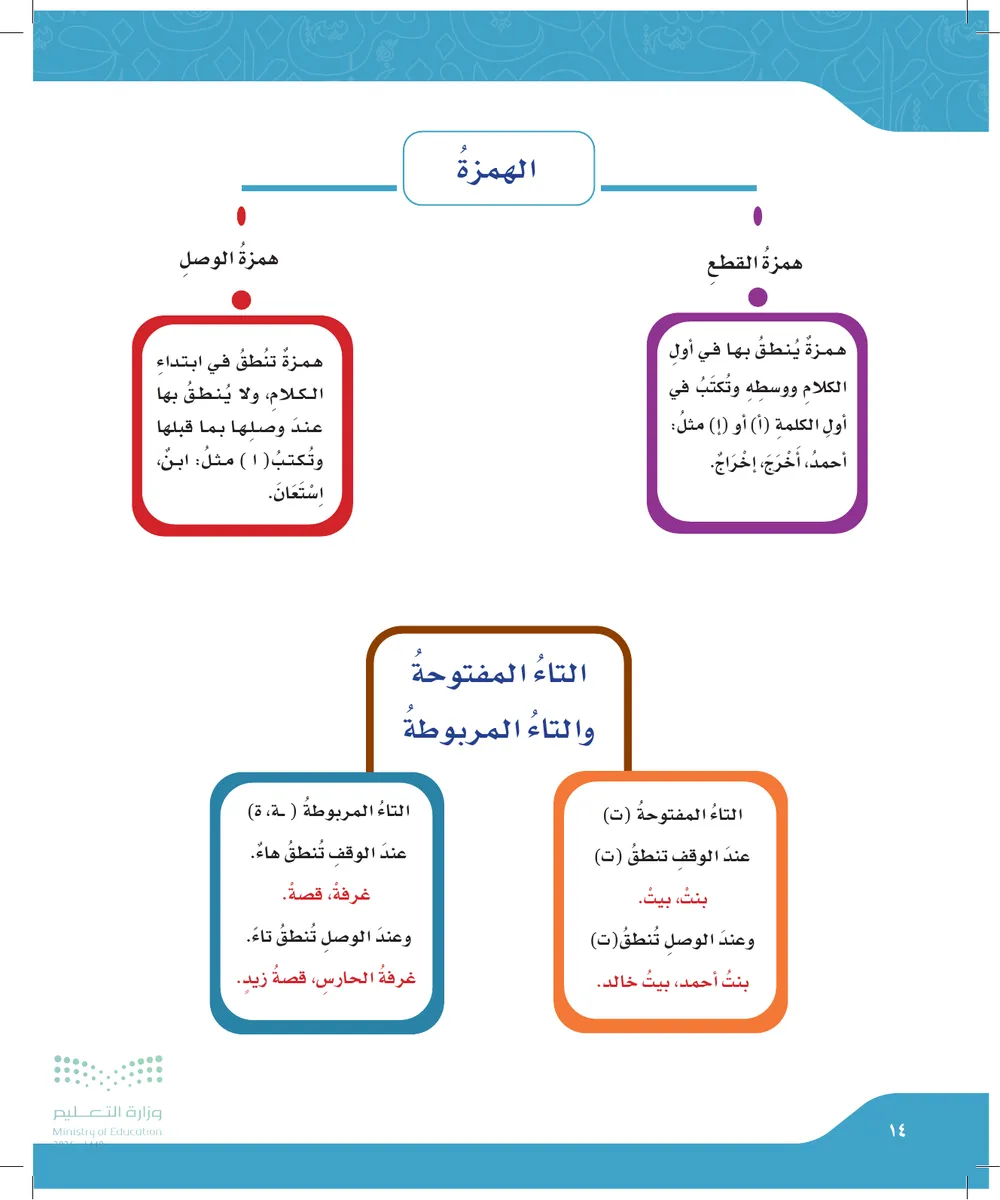 الهمزةُ
همزةُ القطعِ
همزةٌ يُنطقُ بها في أولِ
الكلامِ ووسطِهِ وتُكتَبُ في
أولِ الكلمةِ (أ) أو (إ) مثلُ:
أحمدُ، أَخْرَجَ، إخْرَاجٌ.
همزةُ الوصلِ
همزةٌ تنُطقُ في ابتداءِ
الكلامِ، ولا يُنطقُ بها
عندَ وصلِها بما قبلها
وتُكتبُ( ا ) مثلُ: ابنٌ،
اِسْتَعَانَ.
التاءُ المفتوحةُ
والتاءُ المربوطةُ
التاءُ المفتوحةُ (ت)
عندَ الوقفِ تنطقُ (ت)
بنتْ، بيتْ.
وعندَ الوصلِ تُنطقُ(ت)
بنتُ أحمد، بيتُ خالد.
التاءُ المربوطةُ ( ـة، ة)
عندَ الوقفِ تُنطقُ هاءً.
غرفةْ، قصةْ.
وعندَ الوصلِ تُنطقُ تاءً.
غرفةُ الحارسِ، قصةُ زيدٍ.
وزارة التعـــليم
Ministry of Education
١٤